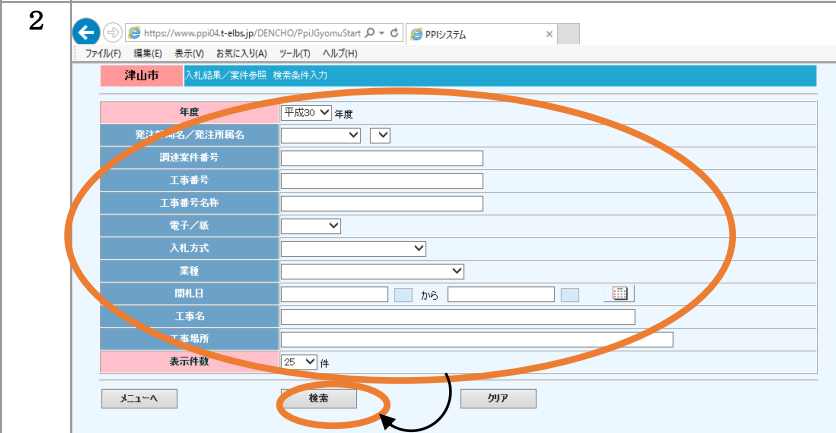 2
https://www.ppi04.t-elbs.jp/DENCHO/PpiJGyomuStart
PPIシステム
ファイル(F) 編集(E) 表示(V) お気に入り(A) ツール(T) ヘルプ(H)
津山市 入札結果/案件参照 検索条件入力
年度 平成30 年度
名/発注所属名
調達案件番号
工事番号
工事番号名称
電子/紙
入札方式
業種
開札日 から
工事名
工事場所
表示件数 25 件
メニューへ 検索 クリア